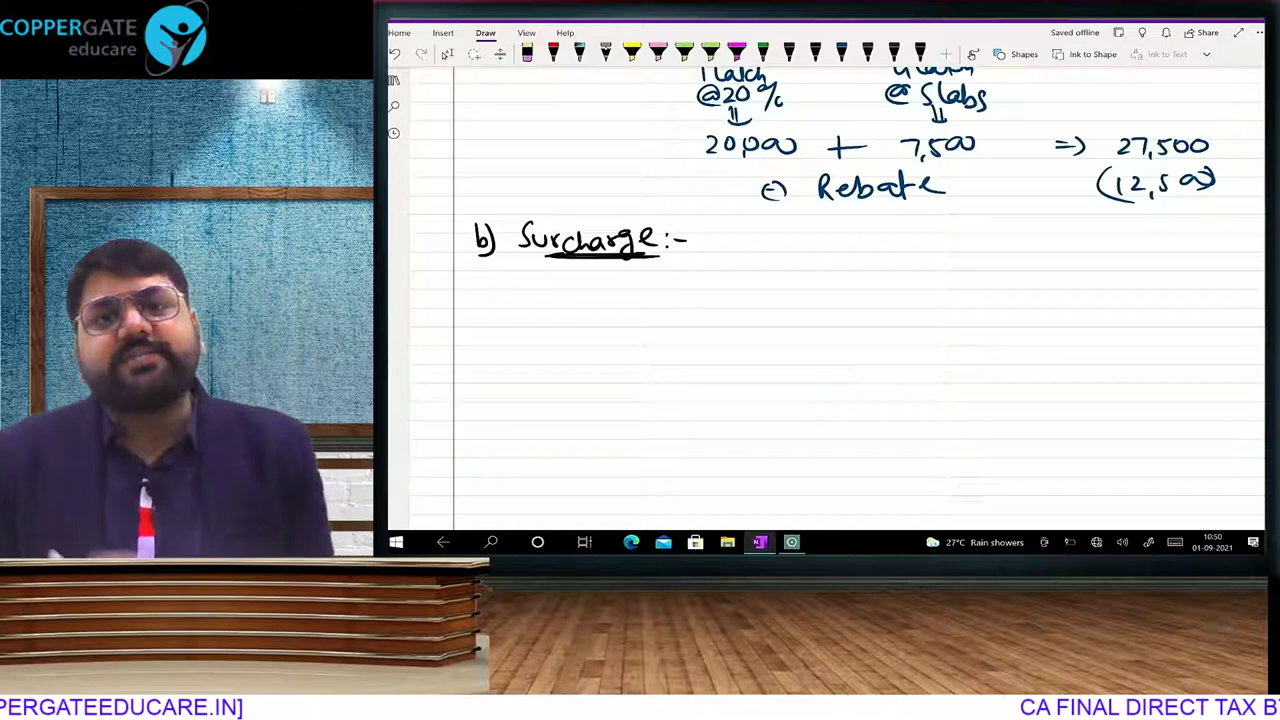 COPPERGATE
educare
Home Insert Draw View Help
Saved offline
Share
Shapes
Ink to Shape
Ink to Text
@20%
@ Slabs
20,000 + 7,500 => 27,500
(-) Rebate (12,500)
b) Surcharge :-
27°C Rain showers
10:50
01-09-2021
PERGATEEDUCARE.IN]
CA FINAL DIRECT TAX B